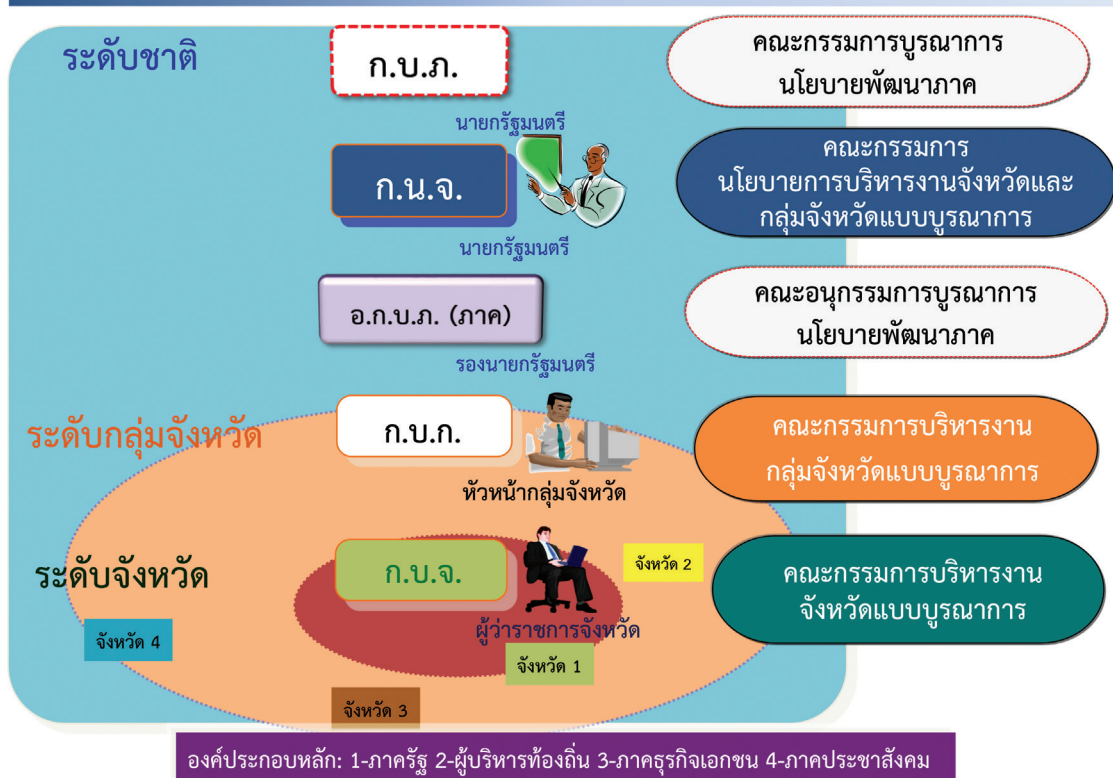 ระดับชาติ
ก.บ.ภ.
คณะกรรมการบูรณาการ
นโยบายพัฒนาภาค
นายกรัฐมนตรี
ก.น.จ.
คณะกรรมการ
นโยบายการบริหารงานจังหวัดและ
กลุ่มจังหวัดแบบบูรณาการ
นายกรัฐมนตรี
อ.ก.บ.ภ. (ภาค)
คณะอนุกรรมการบูรณาการ
นโยบายพัฒนาภาค
รองนายกรัฐมนตรี
ระดับกลุ่มจังหวัด
ก.บ.ก.
คณะกรรมการบริหารงาน
กลุ่มจังหวัดแบบบูรณาการ
หัวหน้ากลุ่มจังหวัด
ระดับจังหวัด
ก.บ.จ.
จังหวัด 2
คณะกรรมการบริหารงาน
จังหวัดแบบบูรณาการ
ผู้ว่าราชการจังหวัด
จังหวัด 4
จังหวัด 1
จังหวัด 3
องค์ประกอบหลัก: 1-ภาครัฐ 2-ผู้บริหารท้องถิ่น 3-ภาคธุรกิจเอกชน 4-ภาคประชาสังคม